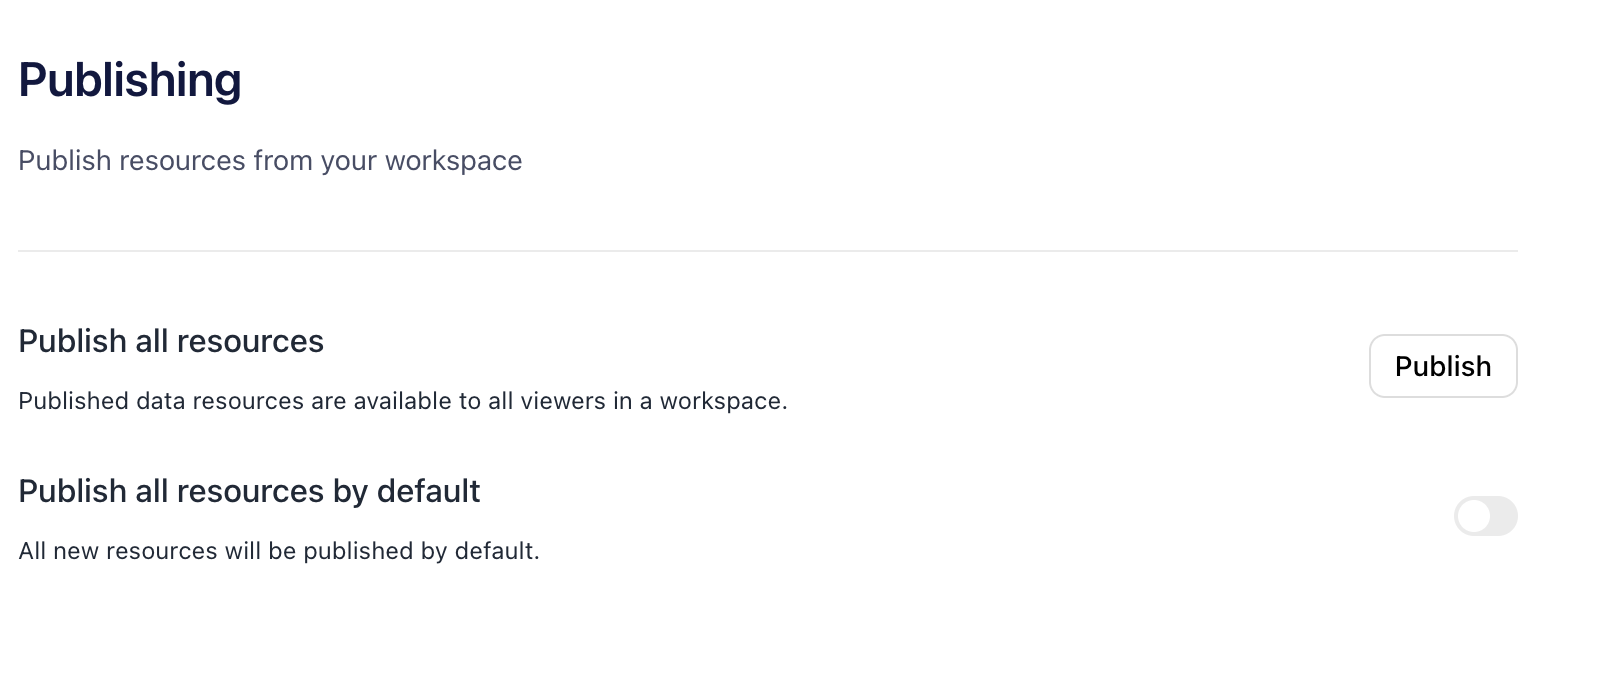 Publishing
Publish resources from your workspace
Publish all resources
Publish
Published data resources are available to all viewers in a workspace.
Publish all resources by default
All new resources will be published by default.